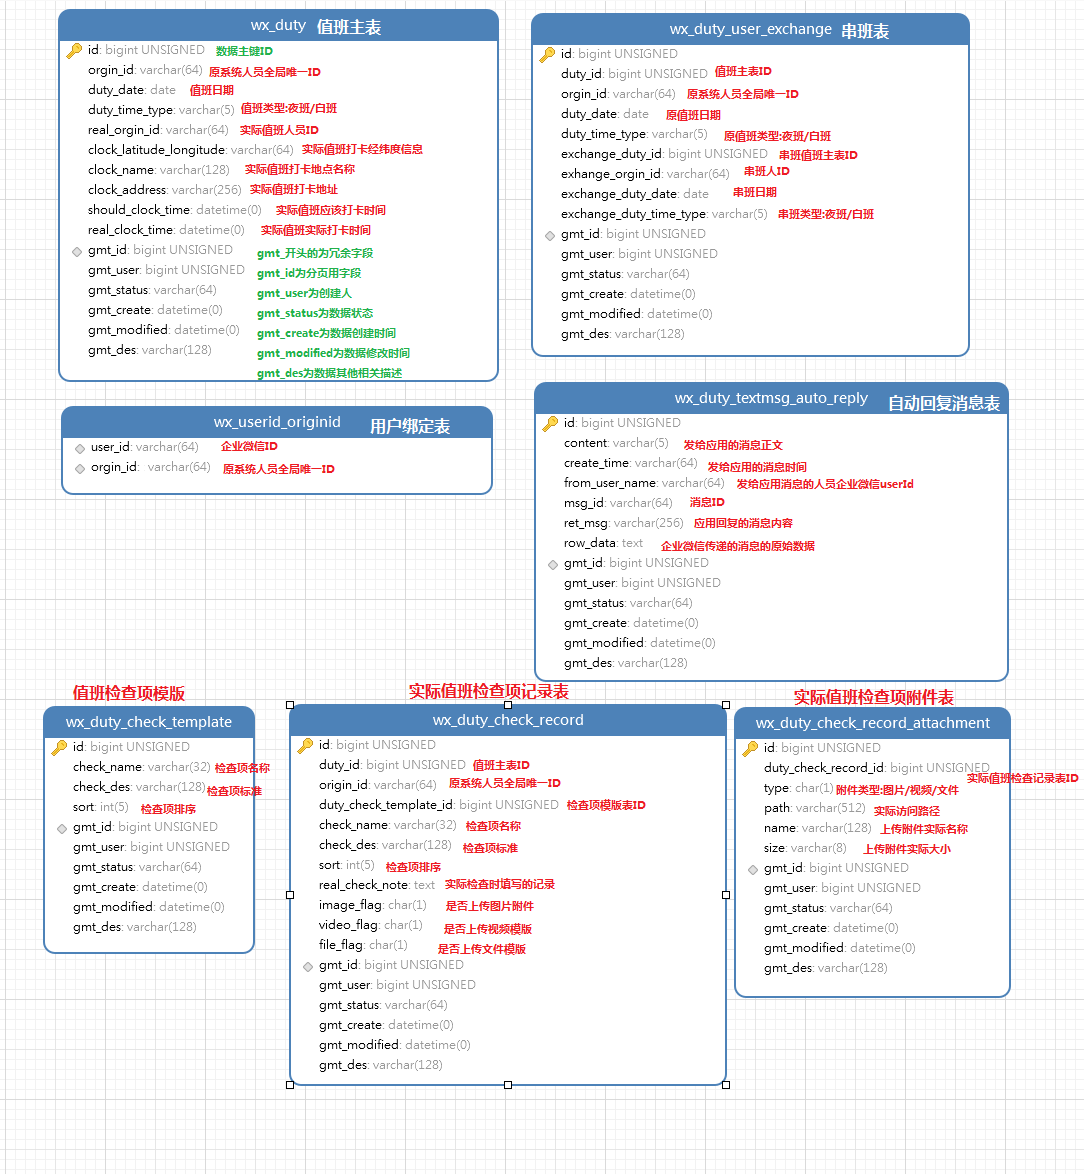 wx_duty 值班主表
id: bigint UNSIGNED 数据主键ID
orgin_id: varchar(64) 原系统人员全局唯一ID
duty_date: date 值班日期
duty_time_type: varchar(5) 值班类型:夜班/白班
real_orgin_id: varchar(64) 实际值班人员ID
clock_latitude_longitude: varchar(64) 实际值班打卡经纬度信息
clock_name: varchar(128) 实际值班打卡地点名称
clock_address: varchar(256) 实际值班打卡地址
should_clock_time: datetime(0) 实际值班应该打卡时间
real_clock_time: datetime(0) 实际值班实际打卡时间
gmt_id: bigint UNSIGNED gmt_开头的为冗余字段
gmt_user: bigint UNSIGNED gmt_id为分页用字段
gmt_status: varchar(64) gmt_user为创建人
gmt_create: datetime(0) gmt_status为数据状态
gmt_modified: datetime(0) gmt_create为数据创建时间
gmt_des: varchar(128) gmt_modified为数据修改时间
gmt_des为数据其他相关描述
wx_duty_user_exchange 串班表
id: bigint UNSIGNED
duty_id: bigint UNSIGNED 值班主表ID
orgin_id: varchar(64) 原系统人员全局唯一ID
duty_date: date 原值班日期
duty_time_type: varchar(5) 原值班类型:夜班/白班
exchange_duty_id: bigint UNSIGNED 串班值班主表ID
exhange_orgin_id: varchar(64) 串班人ID
exchange_duty_date: date 串班日期
exchange_duty_time_type: varchar(5) 串班类型:夜班/白班
gmt_id: bigint UNSIGNED
gmt_user: bigint UNSIGNED
gmt_status: varchar(64)
gmt_create: datetime(0)
gmt_modified: datetime(0)
gmt_des: varchar(128)
wx_userid_originid 用户绑定表
user_id: varchar(64) 企业微信ID
orgin_id: varchar(64) 原系统人员全局唯一ID
wx_duty_textmsg_auto_reply 自动回复消息表
id: bigint UNSIGNED
content: varchar(5) 发给应用的消息正文
create_time: varchar(64) 发给应用的消息时间
from_user_name: varchar(64) 发给应用消息的人员企业微信userId
msg_id: varchar(64) 消息ID
ret_msg: varchar(256) 应用回复的消息内容
row_data: text 企业微信传递的消息的原始数据
gmt_id: bigint UNSIGNED
gmt_user: bigint UNSIGNED
gmt_status: varchar(64)
gmt_create: datetime(0)
gmt_modified: datetime(0)
gmt_des: varchar(128)
值班检查项模版
wx_duty_check_template
id: bigint UNSIGNED
check_name: varchar(32) 检查项名称
check_des: varchar(128) 检查项标准
sort: int(5) 检查项排序
gmt_id: bigint UNSIGNED
gmt_user: bigint UNSIGNED
gmt_status: varchar(64)
gmt_create: datetime(0)
gmt_modified: datetime(0)
gmt_des: varchar(128)
实际值班检查项记录表
wx_duty_check_record
id: bigint UNSIGNED
duty_id: bigint UNSIGNED 值班主表ID
origin_id: varchar(64) 原系统人员全局唯一ID
duty_check_template_id: bigint UNSIGNED 检查项模版表ID
check_name: varchar(32) 检查项名称
check_des: varchar(128) 检查项标准
sort: int(5) 检查项排序
real_check_note: text 实际检查时填写的记录
image_flag: char(1) 是否上传图片附件
video_flag: char(1) 是否上传视频模版
file_flag: char(1) 是否上传文件模版
gmt_id: bigint UNSIGNED
gmt_user: bigint UNSIGNED
gmt_status: varchar(64)
gmt_create: datetime(0)
gmt_modified: datetime(0)
gmt_des: varchar(128)
实际值班检查项附件表
wx_duty_check_record_attachment
id: bigint UNSIGNED
duty_check_record_id: bigint UNSIGNED 实际值班检查记录表ID
type: char(1) 附件类型:图片/视频/文件
path: varchar(512) 实际访问路径
name: varchar(128) 上传附件实际名称
size: varchar(8) 上传附件实际大小
gmt_id: bigint UNSIGNED
gmt_user: bigint UNSIGNED
gmt_status: varchar(64)
gmt_create: datetime(0)
gmt_modified: datetime(0)
gmt_des: varchar(128)